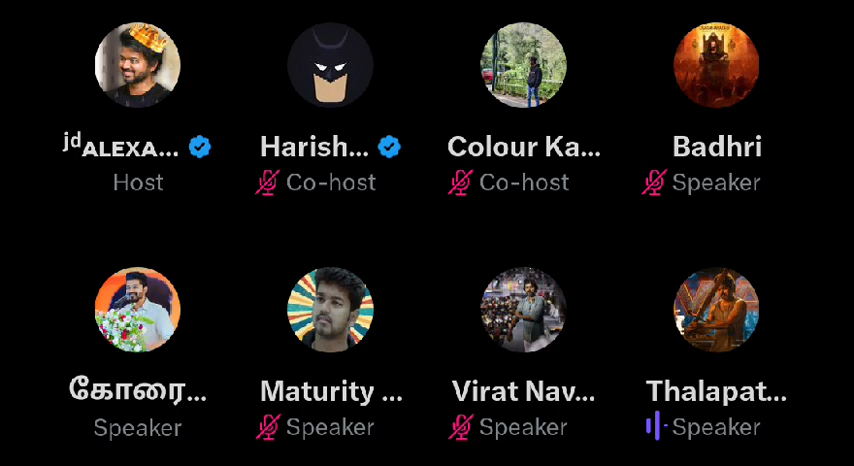 jdALEXA...
Harish...
Colour Ka...
Badhri
Host
Co-host
Co-host
Speaker
கோரை...
Maturity ...
Virat Nav...
Thalapat...
Speaker
Speaker
Speaker
Speaker